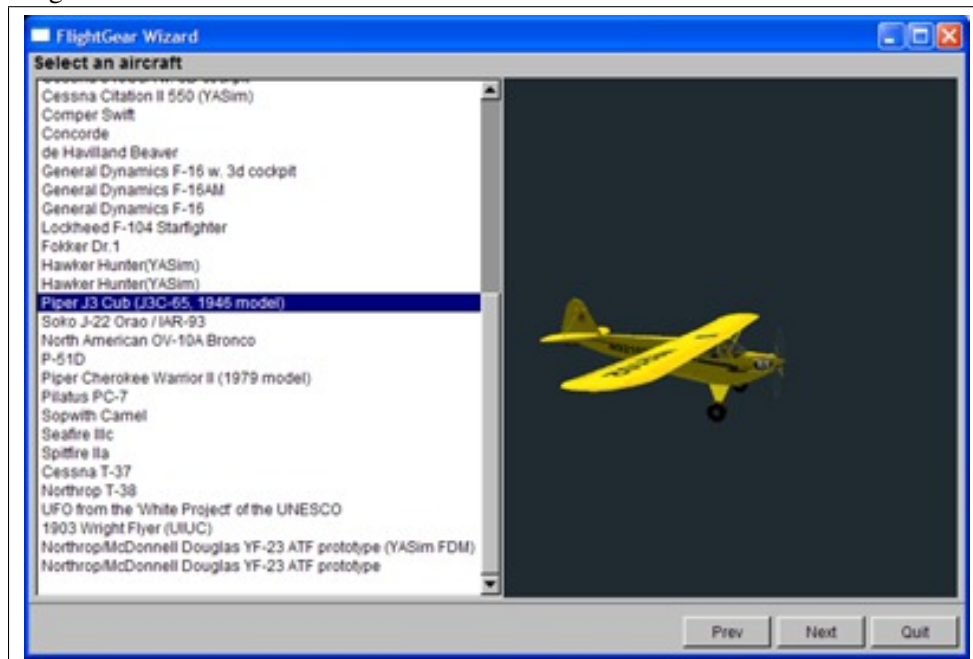 FlightGear Wizard
Select an aircraft
Cessna Citation II 550 (YASim)
Comper Swift
Concorde
de Havilland Beaver
General Dynamics F-16 w. 3d cockpit
General Dynamics F-16AM
General Dynamics F-16
Lockheed F-104 Starfighter
Fokker Dr.1
Hawker Hunter(YASim)
Hawker Hunter(YASim)
Piper J3 Cub (J3C-65, 1946 model)
Soko J-22 Orao / IAR-93
North American OV-10A Bronco
P-51D
Piper Cherokee Warrior II (1979 model)
Pilatus PC-7
Sopwith Camel
Seafire IIIc
Spitfire IIa
Cessna T-37
Northrop T-38
UFO from the 'White Project' of the UNESCO
1903 Wright Flyer (UIUC)
Northrop/McDonnell Douglas YF-23 ATF prototype (YASim FDM)
Northrop/McDonnell Douglas YF-23 ATF prototype
Prev Next Quit